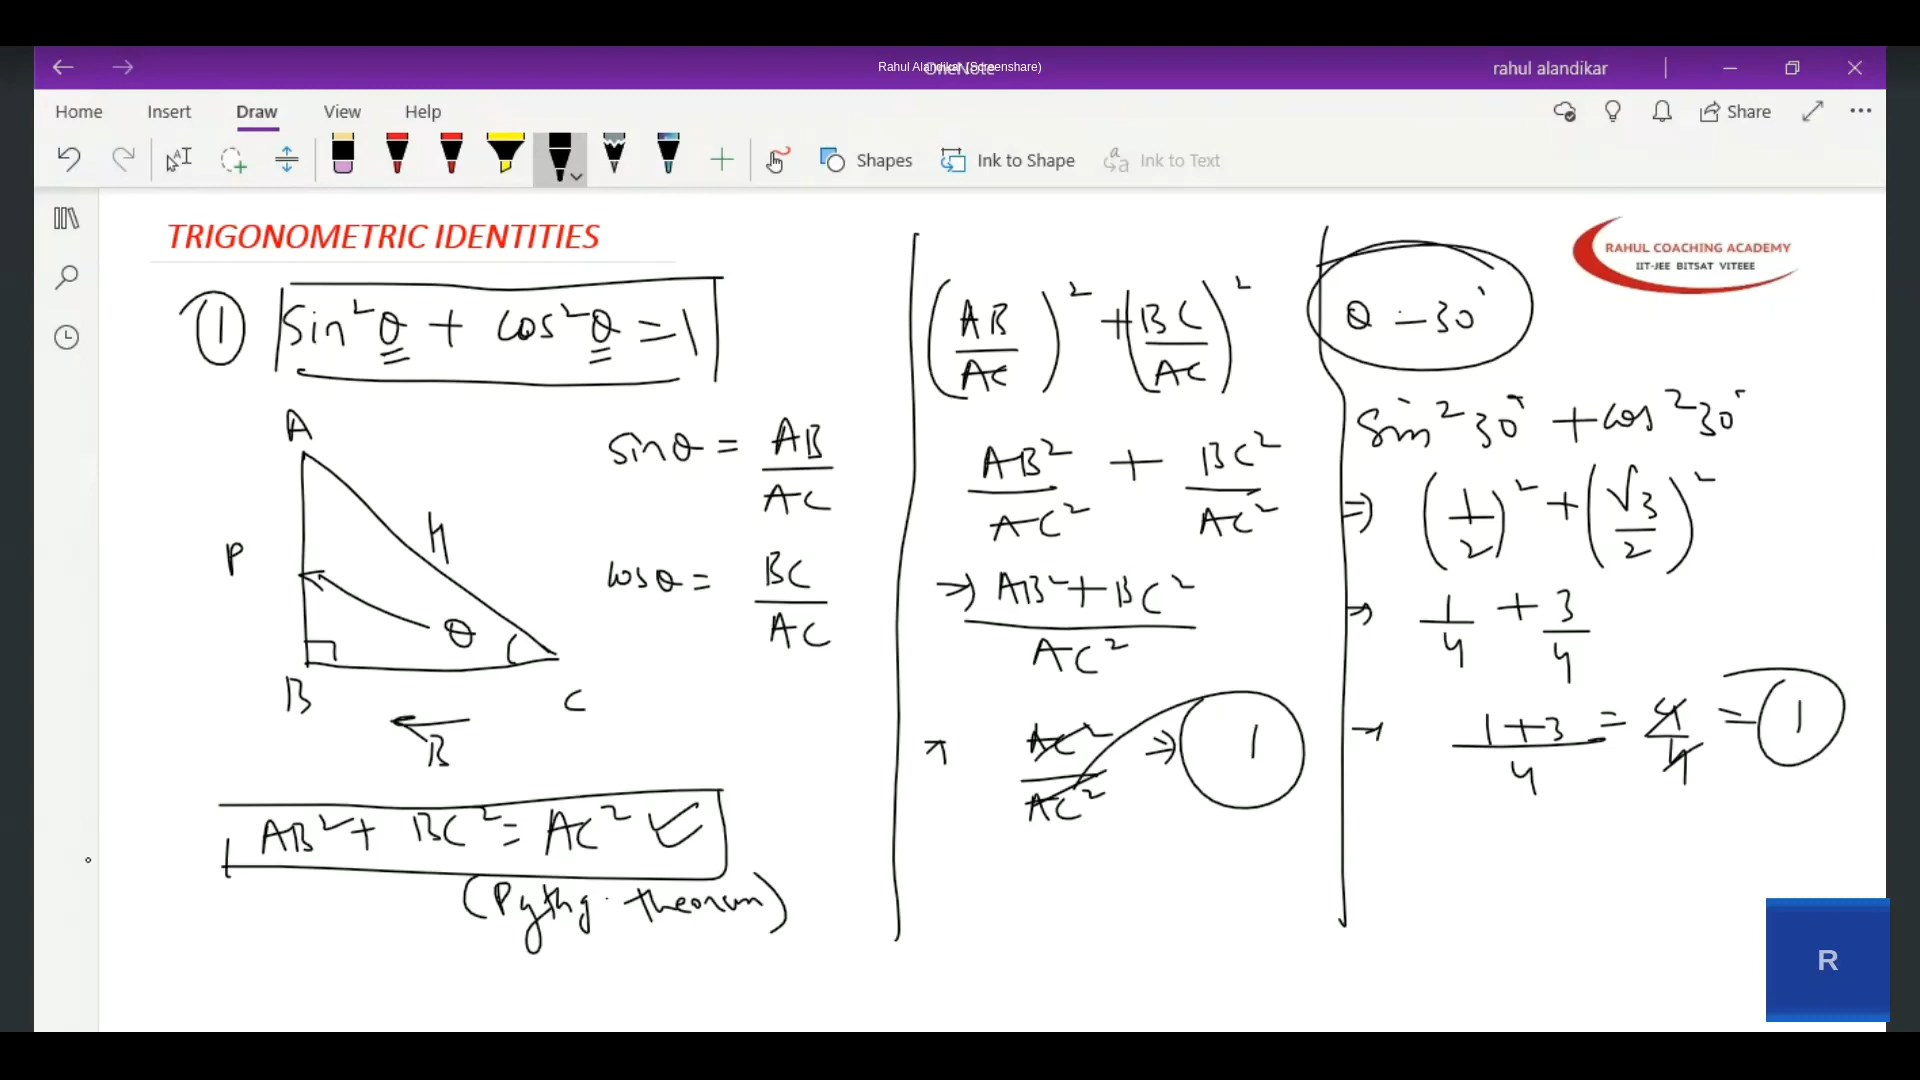 Rahul Alandikar (Screenshare)
OneNote
rahul alandikar
Home Insert Draw View Help
Share
Shapes Ink to Shape Ink to Text
TRIGONOMETRIC IDENTITIES
RAHUL COACHING ACADEMY
IIT-JEE BITSAT VITEEE
① sin²θ + cos²θ = 1
A
P
H
θ
B
C
B
sinθ = AB/AC
cosθ = BC/AC
AB² + BC² = AC²
(Pythg. theorem)
(AB/AC)² + (BC/AC)²
AB²/AC² + BC²/AC²
⇒ AB² + BC²/AC²
AC²/AC² ⇒ 1
θ = 30°
sin²30° + cos²30°
⇒ (1/2)² + (√3/2)²
⇒ 1/4 + 3/4
→ 1+3/4 = 4/4 = 1
R